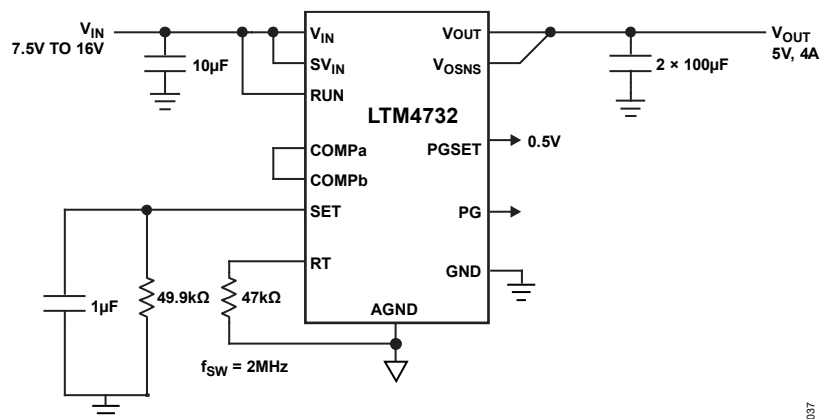 VIN
7.5V TO 16V
10µF
VIN
SVIN
RUN
COMPa
COMPb
SET
RT
LTM4732
VOUT
VOSNS
PGSET
PG
GND
AGND
0.5V
VOUT
5V, 4A
2 × 100µF
1µF
49.9kΩ
47kΩ
fSW = 2MHz
037